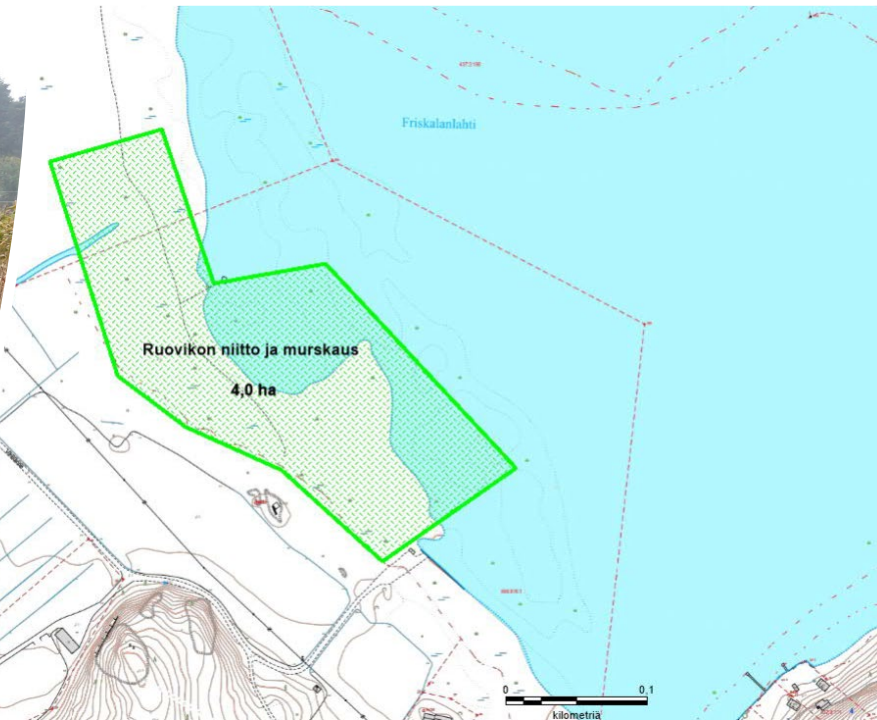 Friskalanlahti
Ruovikon niitto ja murskaus
4,0 ha
0
0,1
kilometriä